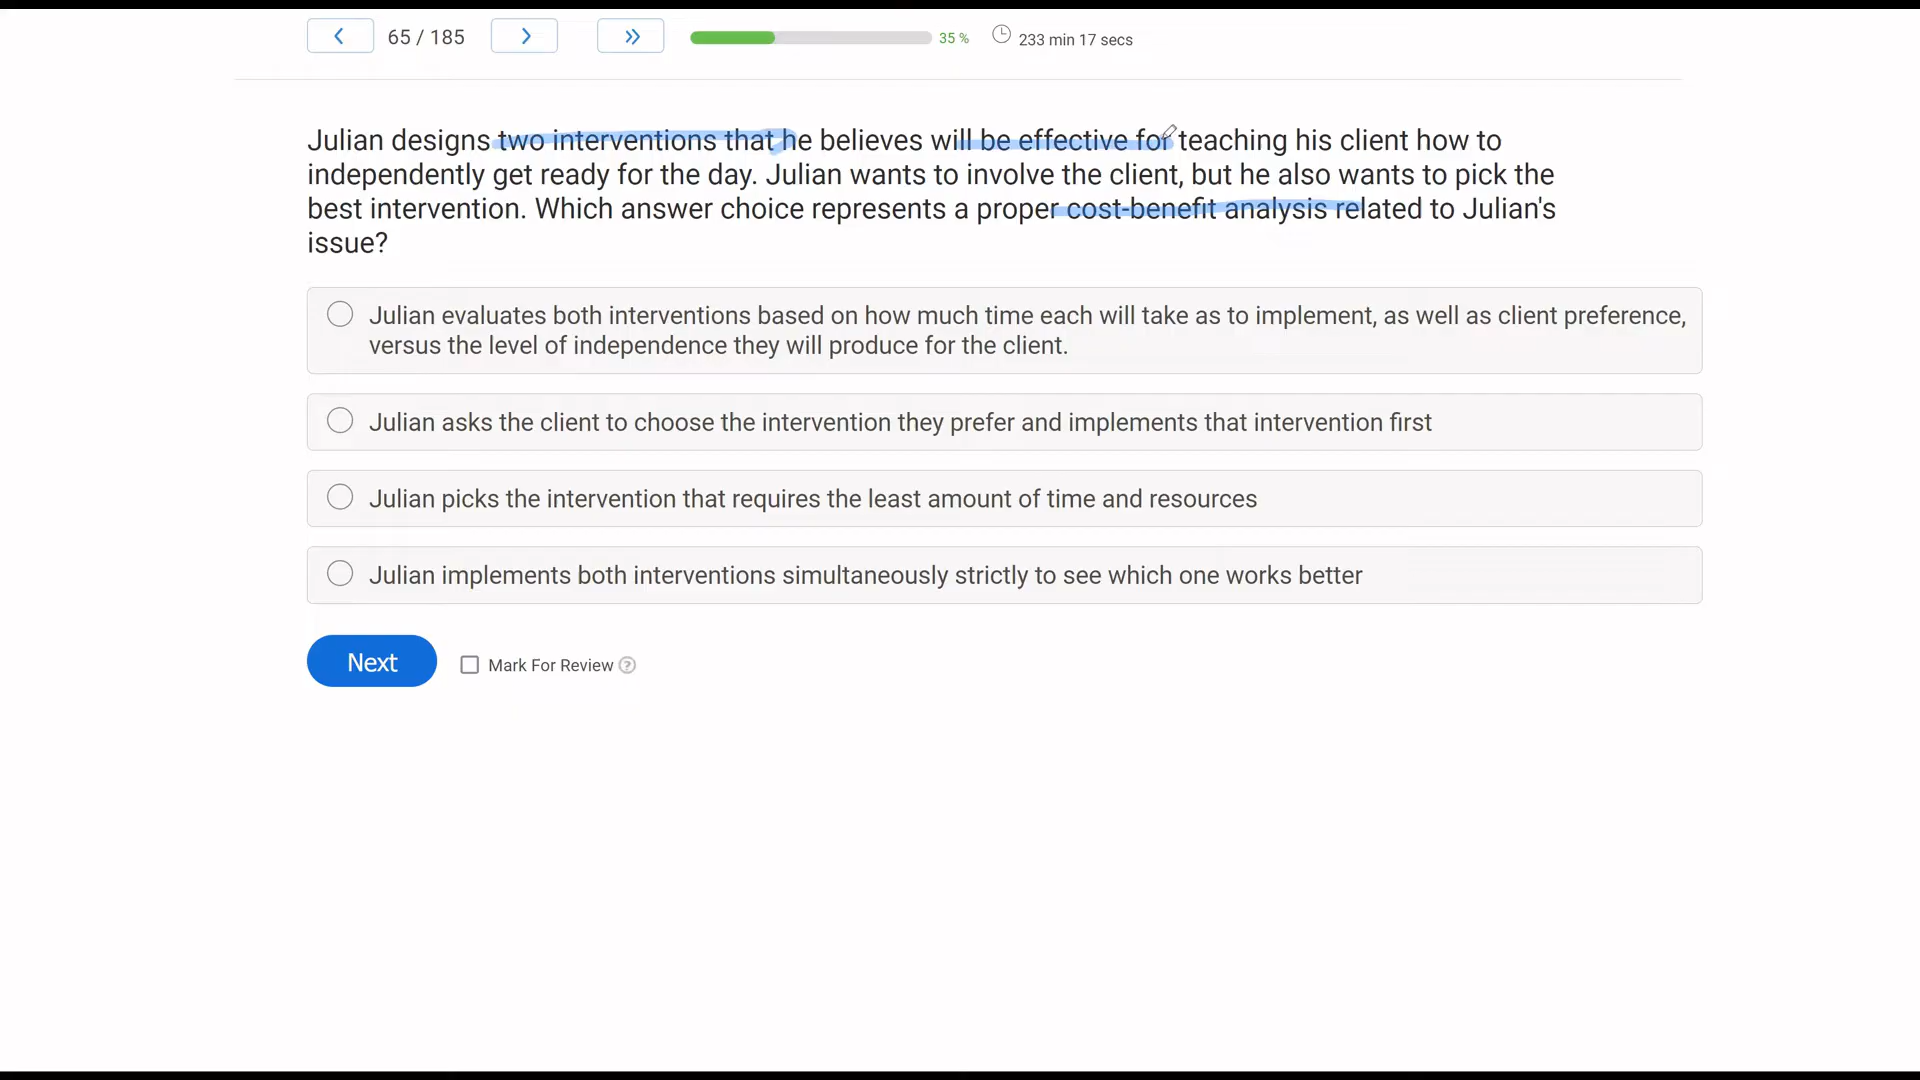 65 / 185
35 %
233 min 17 secs
Julian designs two interventions that he believes will be effective for teaching his client how to
independently get ready for the day. Julian wants to involve the client, but he also wants to pick the
best intervention. Which answer choice represents a proper cost-benefit analysis related to Julian's
issue?
Julian evaluates both interventions based on how much time each will take as to implement, as well as client preference,
versus the level of independence they will produce for the client.
Julian asks the client to choose the intervention they prefer and implements that intervention first
Julian picks the intervention that requires the least amount of time and resources
Julian implements both interventions simultaneously strictly to see which one works better
Next
Mark For Review ?